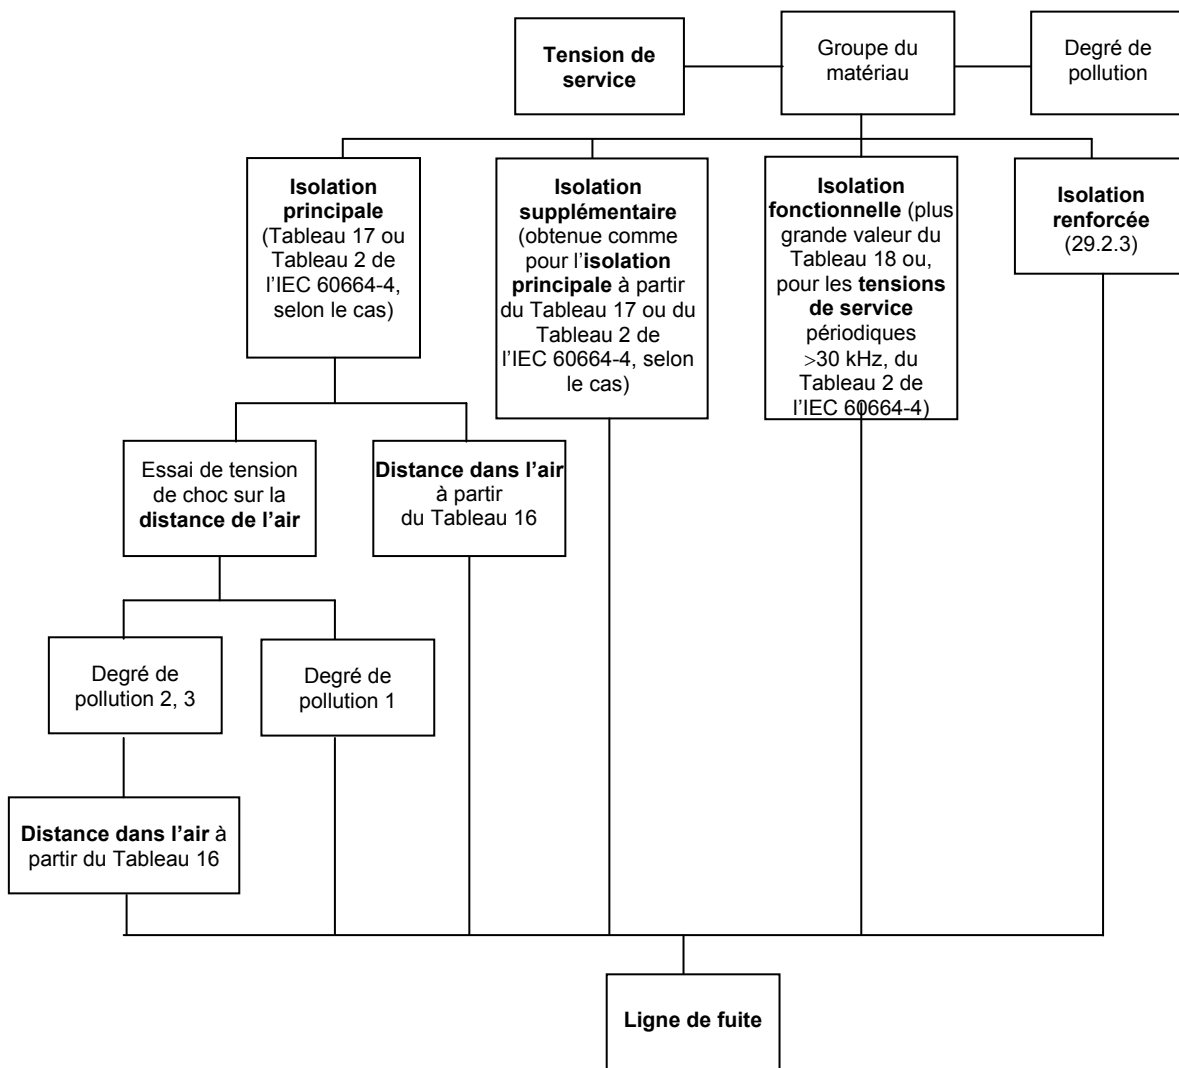 Tension de
service
Groupe du
matériau
Degré de
pollution
Isolation
principale
(Tableau 17 ou
Tableau 2 de
l'IEC 60664-4,
selon le cas)
Isolation
supplémentaire
(obtenue comme
pour l'isolation
principale à partir
du Tableau 17 ou du
Tableau 2 de
l'IEC 60664-4, selon
le cas)
Isolation
fonctionnelle (plus
grande valeur du
Tableau 18 ou,
pour les tensions
de service
périodiques
>30 kHz, du
Tableau 2 de
l'IEC 60664-4)
Isolation
renforcée
(29.2.3)
Essai de tension
de choc sur la
distance de l'air
Distance dans l'air
à partir
du Tableau 16
Degré de
pollution 2, 3
Degré de
pollution 1
Distance dans l'air à
partir du Tableau 16
Ligne de fuite